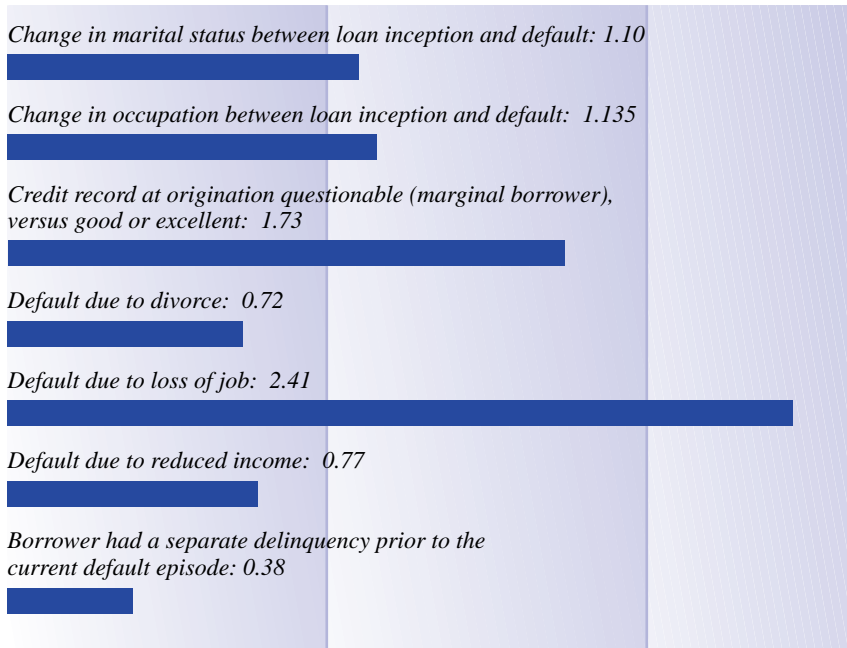 Change in marital status between loan inception and default: 1.10
Change in occupation between loan inception and default: 1.135
Credit record at origination questionable (marginal borrower),
versus good or excellent: 1.73
Default due to divorce: 0.72
Default due to loss of job: 2.41
Default due to reduced income: 0.77
Borrower had a separate delinquency prior to the
current default episode: 0.38